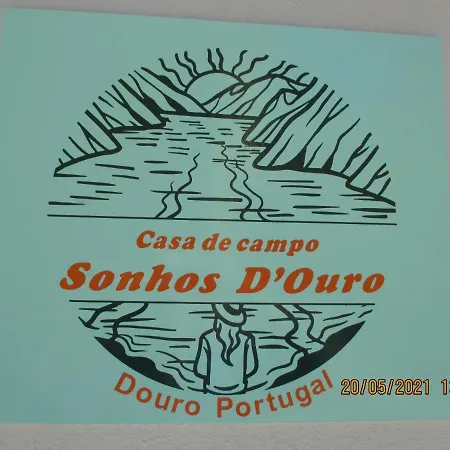 Casa de campo
Sonhos D'Ouro
Douro Portugal
20/05/2021